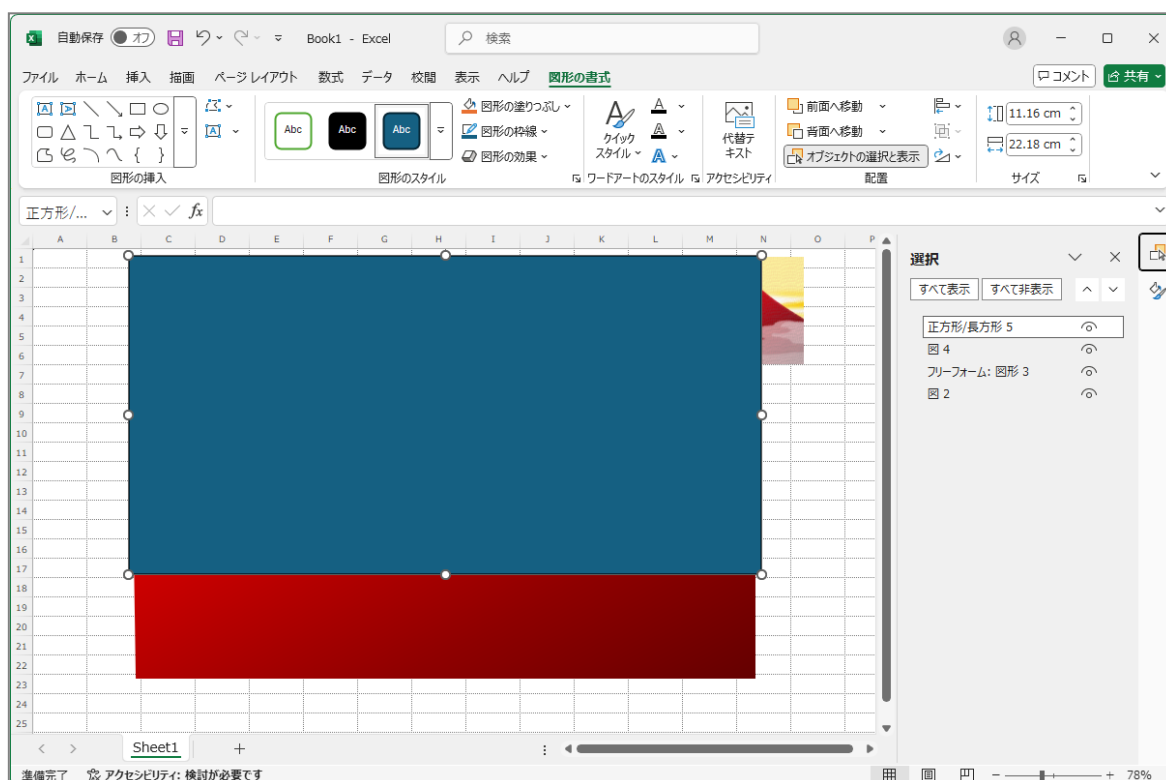 自動保存 オフ Book1 - Excel 検索
ファイル ホーム 挿入 描画 ページ レイアウト 数式 データ 校閲 表示 ヘルプ 図形の書式 コメント 共有
Abc Abc Abc
図形の塗りつぶし
図形の枠線
図形の効果
クイック
スタイル
代替テ
キスト
前面へ移動
背面へ移動
オブジェクトの選択と表示
11.16 cm
22.18 cm
図形の挿入 図形のスタイル ワードアートのスタイル アクセシビリティ 配置 サイズ
正方形/... fx
A B C D E F G H I J K L M N O P
1
2
3
4
5
6
7
8
9
10
11
12
13
14
15
16
17
18
19
20
21
22
23
24
25
選択
すべて表示 すべて非表示
正方形/長方形 5
図 4
フリーフォーム: 図形 3
図 2
Sheet1
準備完了 アクセシビリティ: 検討が必要です 78%